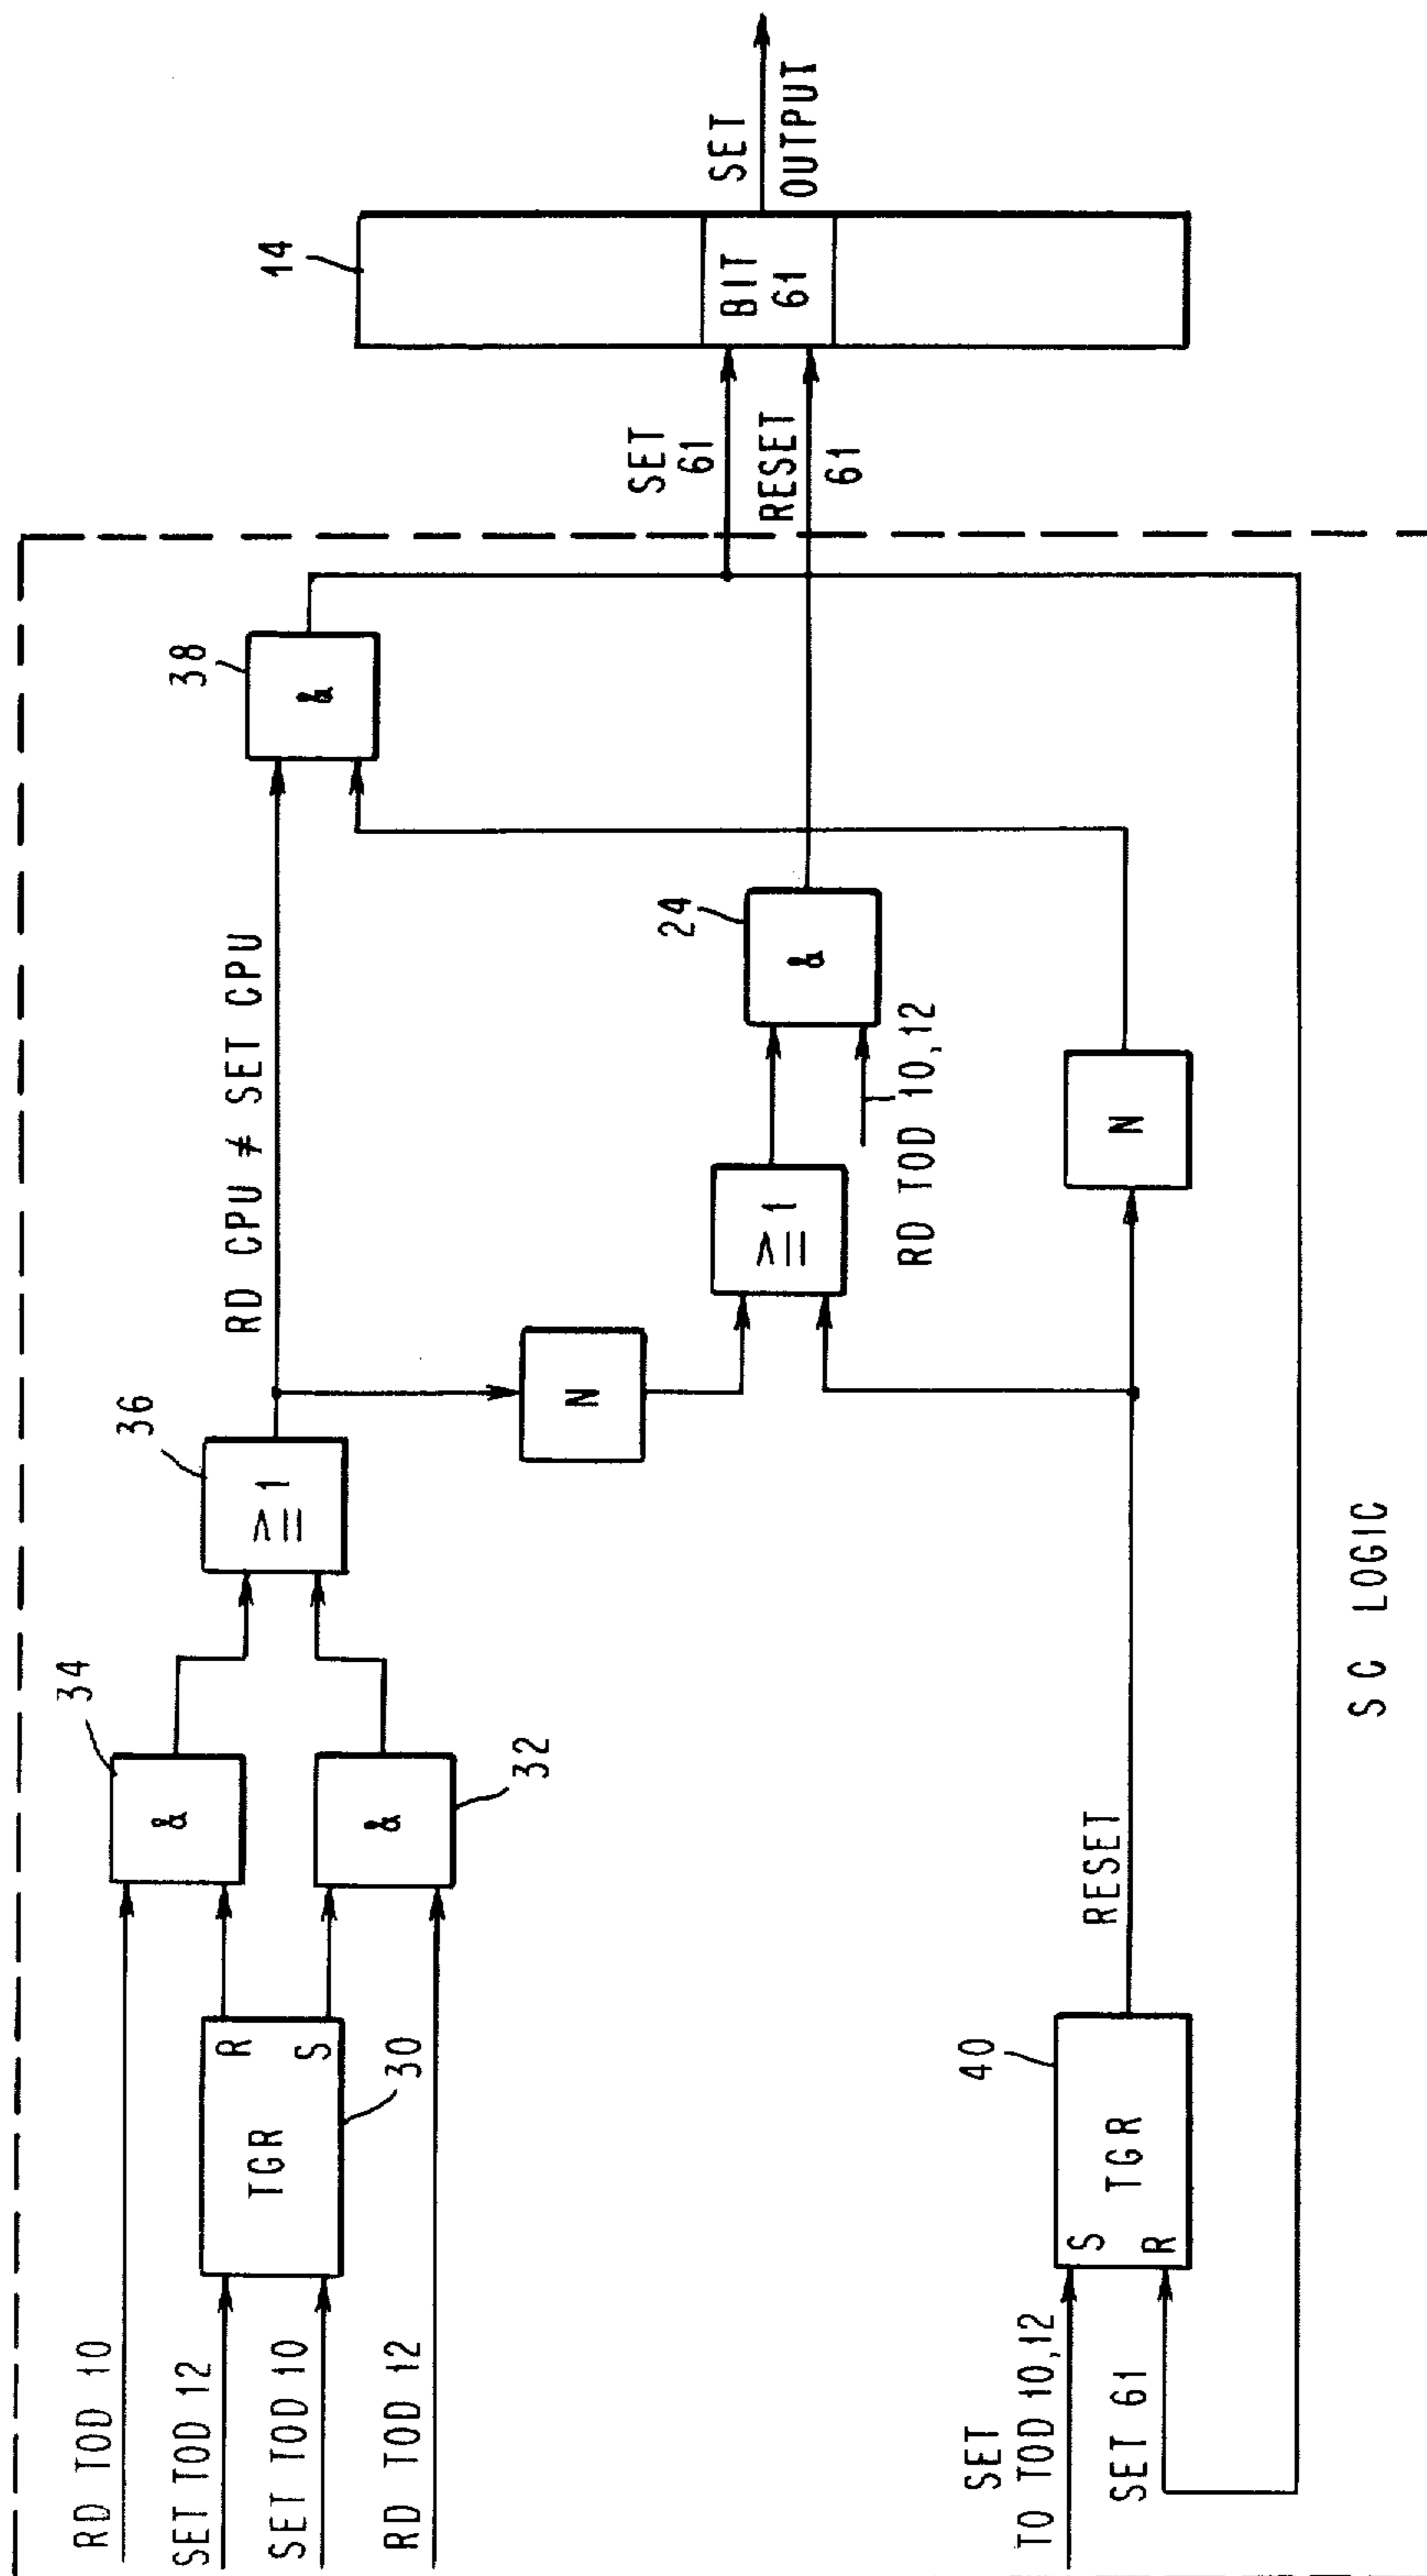 RD TOD 10
SET TOD 12
SET TOD 10
RD TOD 12
TGR
R
S
30
34
&
&
32
36
≧ 1
RD CPU ≠ SET CPU
N
≧ 1
24
&
RD TOD 10,12
38
&
SET
TO TOD 10,12
SET 61
S
R
TGR
40
RESET
N
SET
61
RESET
61
14
BIT
61
SET
OUTPUT
SC LOGIC